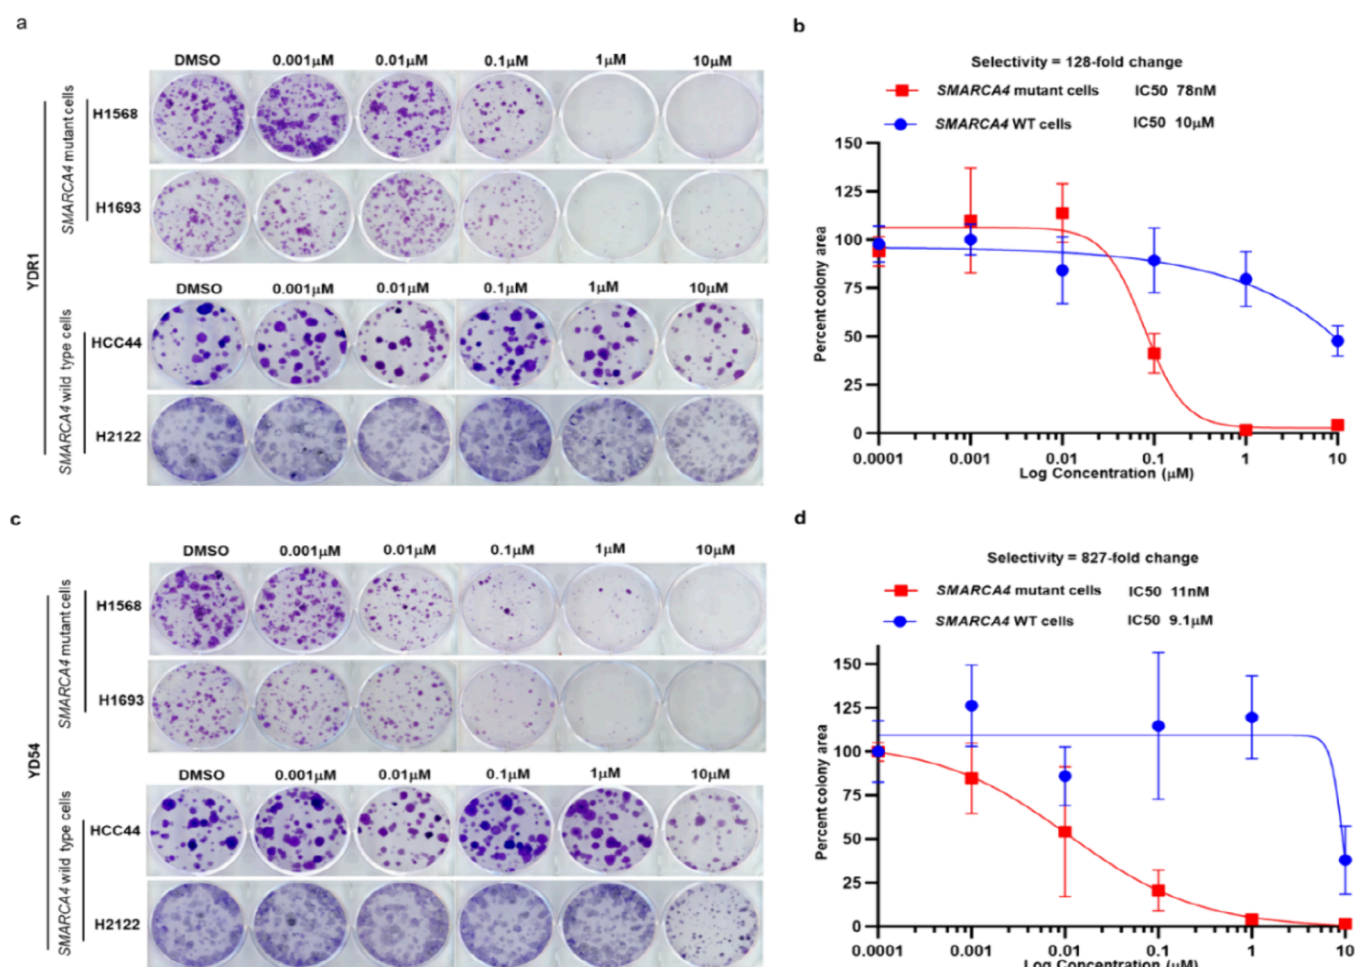 a
DMSO 0.001μM 0.01μM 0.1μM 1μM 10μM
YDR1
SMARCA4 mutant cells
H1568
H1693
DMSO 0.001μM 0.01μM 0.1μM 1μM 10μM
SMARCA4 wild type cells
HCC44
H2122
b
Selectivity = 128-fold change
SMARCA4 mutant cells IC50 78nM
SMARCA4 WT cells IC50 10μM
Percent colony area
150
125
100
75
50
25
0
0.0001 0.001 0.01 0.1 1 10
Log Concentration (μM)
c
DMSO 0.001μM 0.01μM 0.1μM 1μM 10μM
YD54
SMARCA4 mutant cells
H1568
H1693
DMSO 0.001μM 0.01μM 0.1μM 1μM 10μM
SMARCA4 wild type cells
HCC44
H2122
d
Selectivity = 827-fold change
SMARCA4 mutant cells IC50 11nM
SMARCA4 WT cells IC50 9.1μM
Percent colony area
150
125
100
75
50
25
0
0.0001 0.001 0.01 0.1 1 10
Log Concentration (μM)